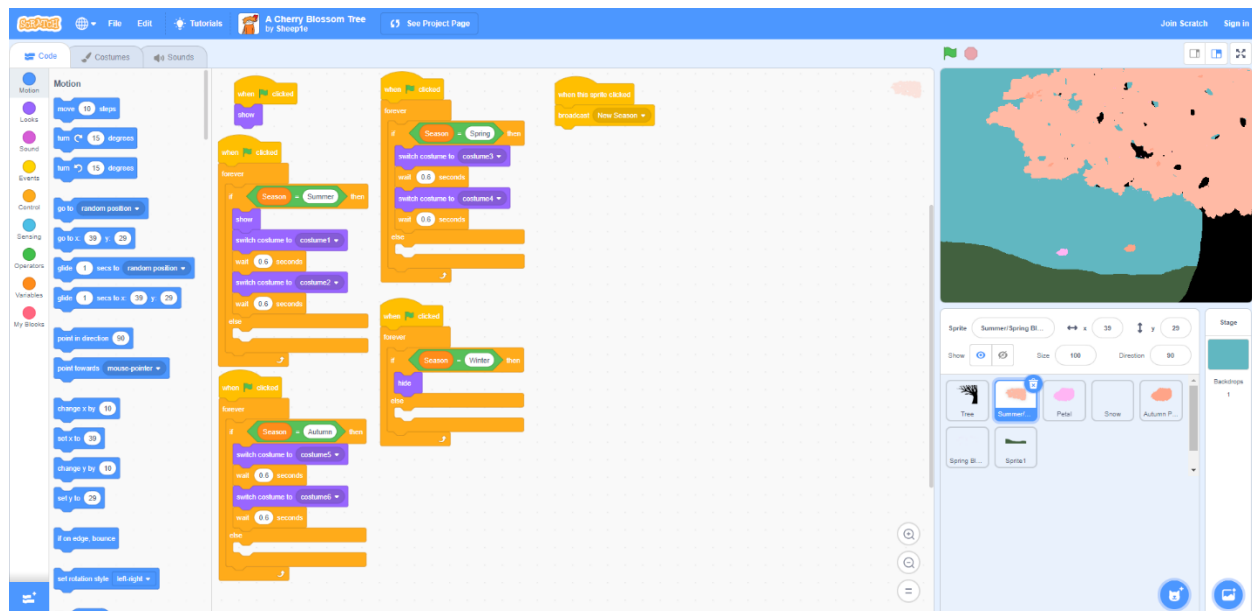 SCRATCH
File
Edit
Tutorials
A Cherry Blossom Tree
by Sheep1e
See Project Page
Join Scratch
Sign in
Code
Costumes
Sounds
Motion
Looks
Sound
Events
Control
Sensing
Operators
Variables
My Blocks
Motion
move 10 steps
turn 15 degrees
turn 15 degrees
go to random position
go to x: 39 y: 29
glide 1 secs to random position
glide 1 secs to x: 39 y: 29
point in direction 90
point towards mouse-pointer
change x by 10
set x to 39
change y by 10
set y to 29
if on edge, bounce
set rotation style left-right
when clicked
show
when clicked
forever
if Season = Summer then
show
switch costume to costume1
wait 0.6 seconds
switch costume to costume2
wait 0.6 seconds
else
when clicked
forever
if Season = Autumn then
switch costume to costume5
wait 0.6 seconds
switch costume to costume6
wait 0.6 seconds
else
when clicked
forever
if Season = Spring then
switch costume to costume3
wait 0.6 seconds
switch costume to costume4
wait 0.6 seconds
else
when clicked
forever
if Season = Winter then
hide
else
when this sprite clicked
broadcast New Season
Sprite Summer/Spring Bl... x 39 y 29
Show Size 100 Direction 90
Tree
Summer/...
Petal
Snow
Autumn P...
Spring Bl...
Sprite1
Stage
Backdrops
1